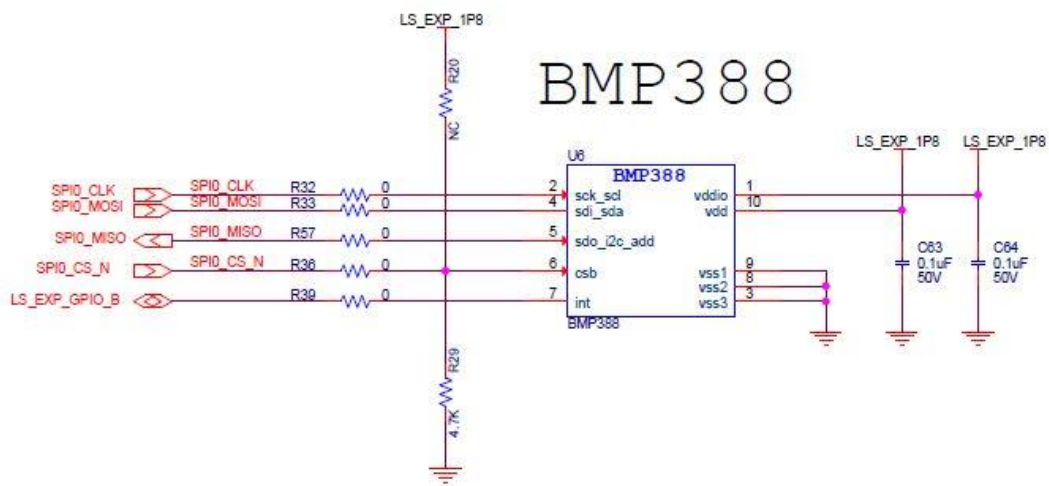 LS_EXP_1P8
R20
NC
BMP388
LS_EXP_1P8 LS_EXP_1P8
U6
BMP388
SPI0_CLK SPI0_CLK R32 0 2 sck_scl vddio 1
SPI0_MOSI SPI0_MOSI R33 0 4 sdi_sda vdd 10
SPI0_MISO SPI0_MISO R57 0 5 sdo_i2c_add
SPI0_CS_N SPI0_CS_N R36 0 6 csb vss1 9
vss2 8
LS_EXP_GPIO_B R39 0 7 int vss3 3
BMP388
C63
0.1uF
50V
C64
0.1uF
50V
R29
4.7K